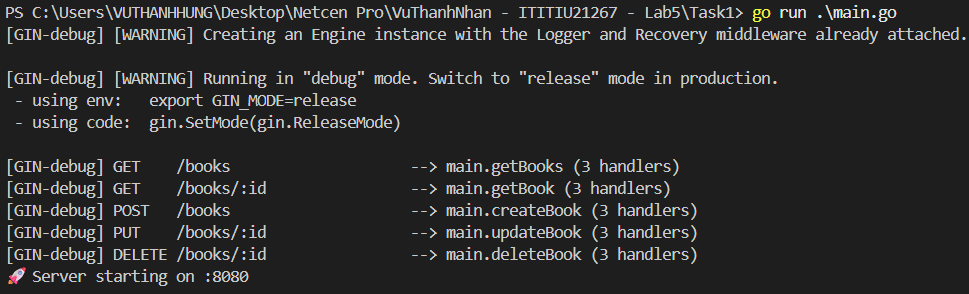 PS C:\Users\VUTHANHHUNG\Desktop\Netcen Pro\VuThanhNhan - ITITIU21267 - Lab5\Task1> go run .\main.go
[GIN-debug] [WARNING] Creating an Engine instance with the Logger and Recovery middleware already attached.
[GIN-debug] [WARNING] Running in "debug" mode. Switch to "release" mode in production.
- using env: export GIN_MODE=release
- using code: gin.SetMode(gin.ReleaseMode)
[GIN-debug] GET /books --> main.getBooks (3 handlers)
[GIN-debug] GET /books/:id --> main.getBook (3 handlers)
[GIN-debug] POST /books --> main.createBook (3 handlers)
[GIN-debug] PUT /books/:id --> main.updateBook (3 handlers)
[GIN-debug] DELETE /books/:id --> main.deleteBook (3 handlers)
🚀 Server starting on :8080